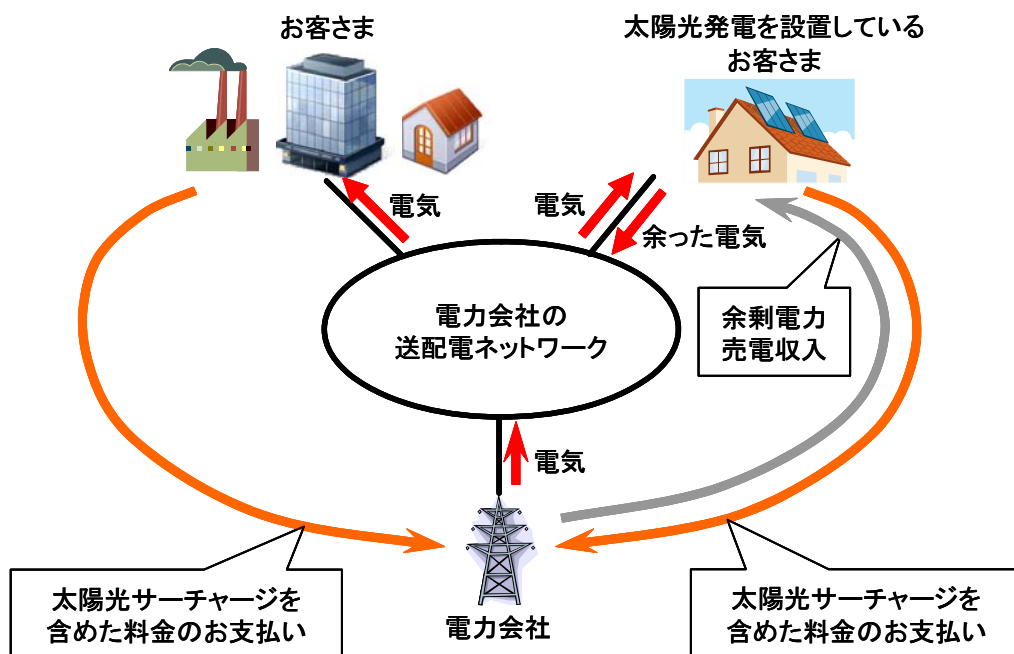 お客さま
太陽光発電を設置している
お客さま
電気
電気
余った電気
電力会社の
送配電ネットワーク
余剰電力
売電収入
電気
太陽光サーチャージを
含めた料金のお支払い
電力会社
太陽光サーチャージを
含めた料金のお支払い